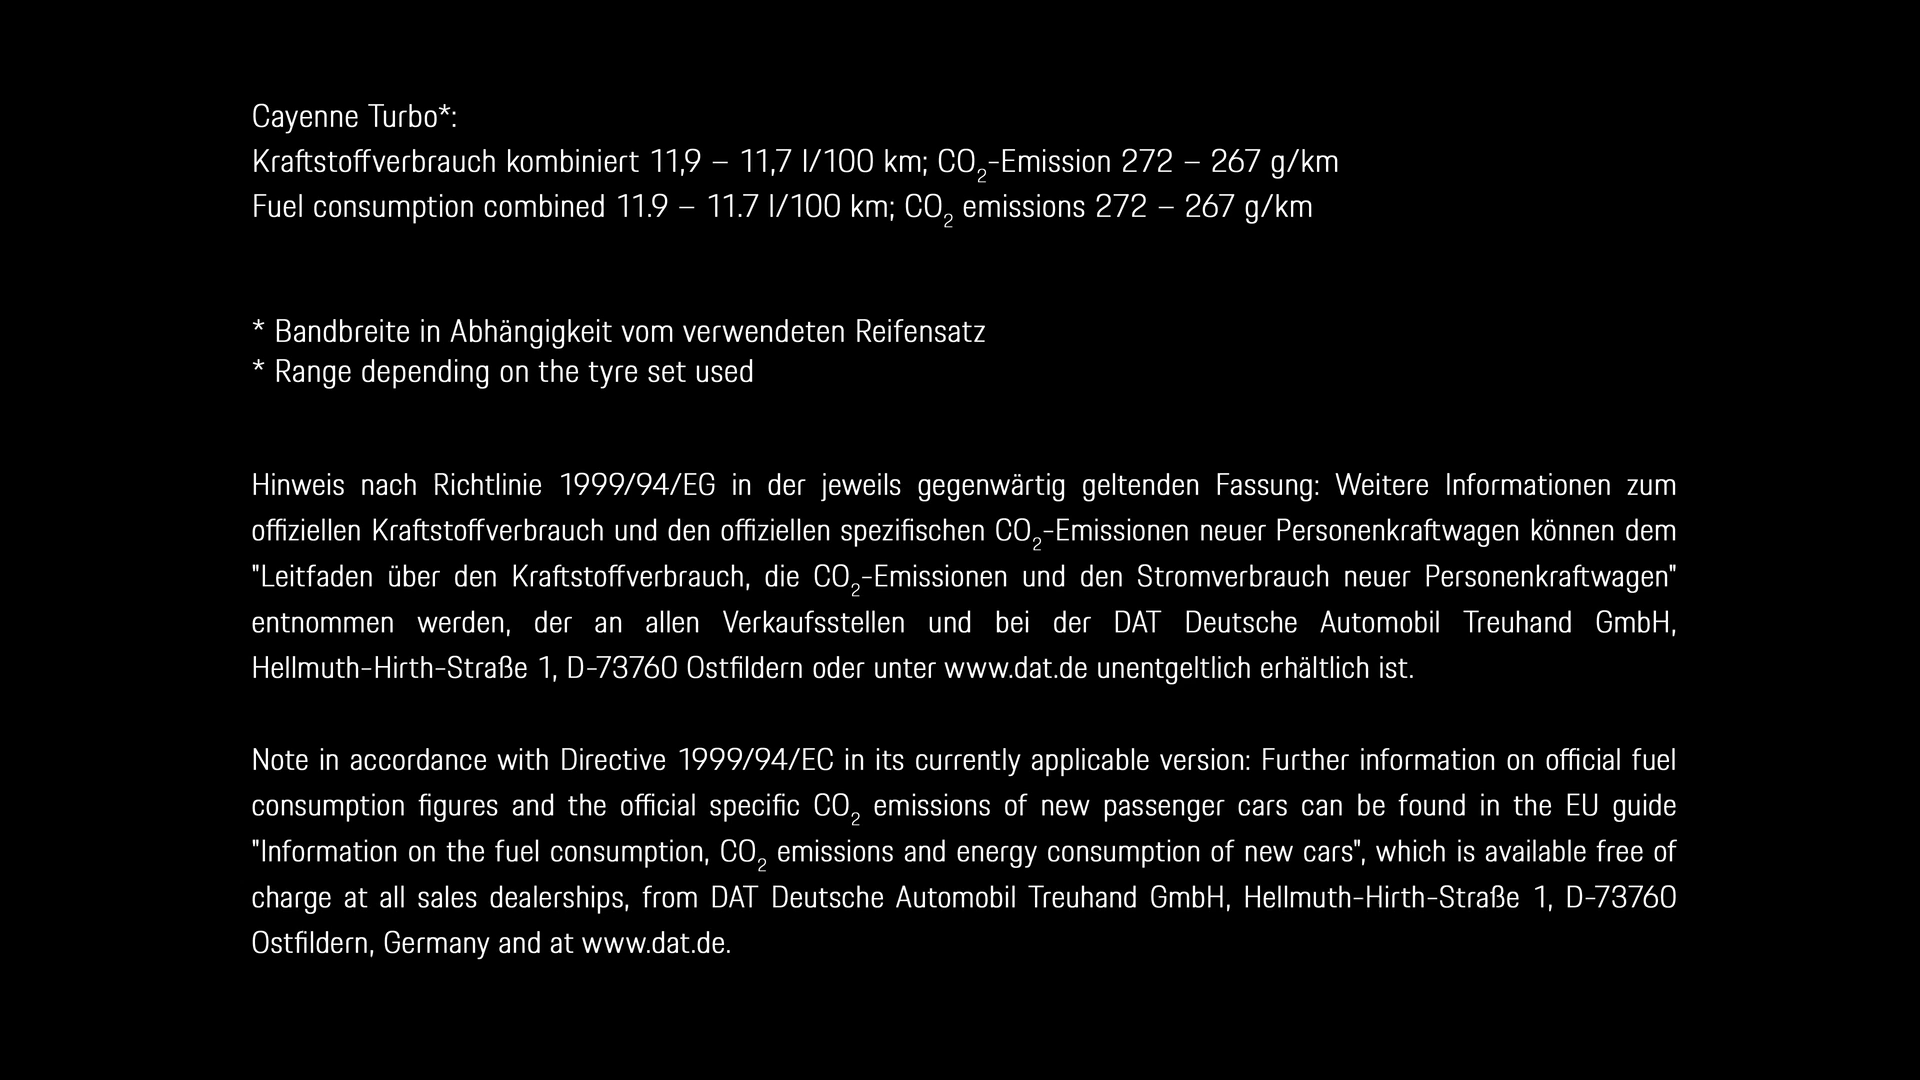 Cayenne Turbo*:
Kraftstoffverbrauch kombiniert 11,9 – 11,7 l/100 km; CO₂-Emission 272 – 267 g/km
Fuel consumption combined 11.9 – 11.7 l/100 km; CO₂ emissions 272 – 267 g/km
* Bandbreite in Abhängigkeit vom verwendeten Reifensatz
* Range depending on the tyre set used
Hinweis nach Richtlinie 1999/94/EG in der jeweils gegenwärtig geltenden Fassung: Weitere Informationen zum
offiziellen Kraftstoffverbrauch und den offiziellen spezifischen CO₂-Emissionen neuer Personenkraftwagen können dem
"Leitfaden über den Kraftstoffverbrauch, die CO₂-Emissionen und den Stromverbrauch neuer Personenkraftwagen"
entnommen werden, der an allen Verkaufsstellen und bei der DAT Deutsche Automobil Treuhand GmbH,
Hellmuth-Hirth-Straße 1, D-73760 Ostfildern oder unter www.dat.de unentgeltlich erhältlich ist.
Note in accordance with Directive 1999/94/EC in its currently applicable version: Further information on official fuel
consumption figures and the official specific CO₂ emissions of new passenger cars can be found in the EU guide
"Information on the fuel consumption, CO₂ emissions and energy consumption of new cars", which is available free of
charge at all sales dealerships, from DAT Deutsche Automobil Treuhand GmbH, Hellmuth-Hirth-Straße 1, D-73760
Ostfildern, Germany and at www.dat.de.